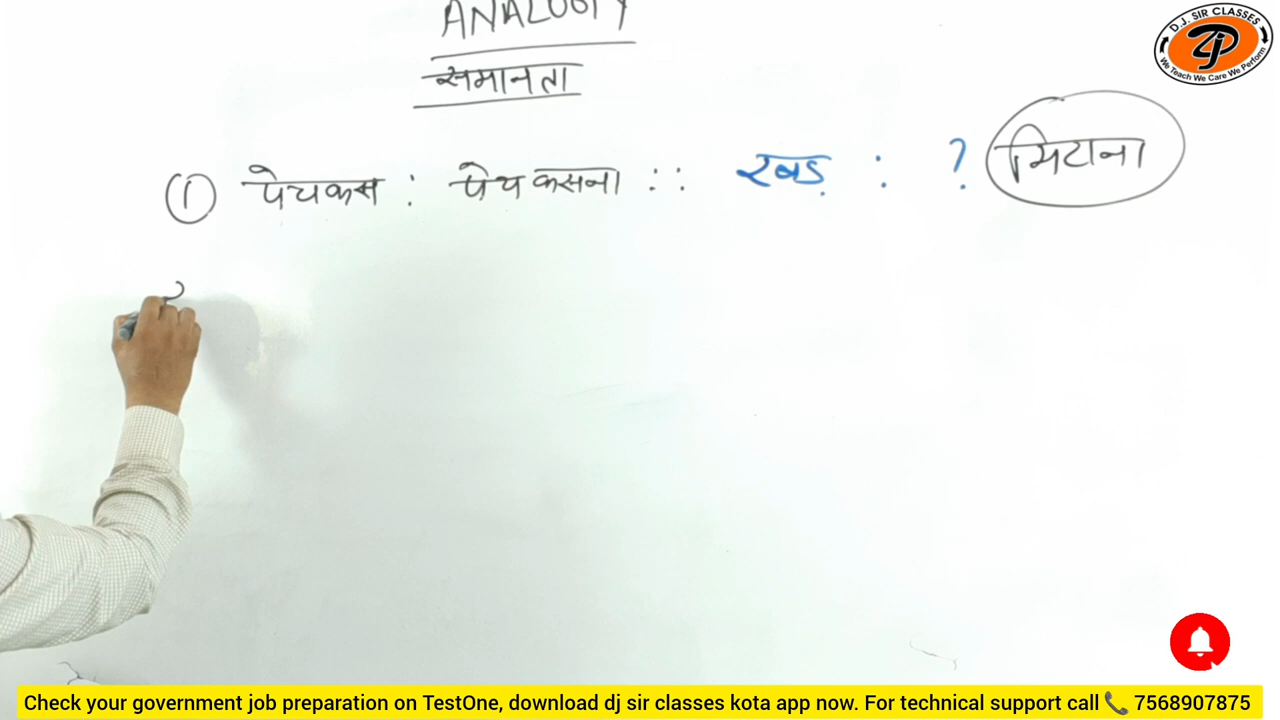 ANALOGY
समानता
① पेचकस : पेच कसना :: रबड़ : ? मिटाना
D.J. SIR CLASSES
We Teach We Care We Perform
Check your government job preparation on TestOne, download dj sir classes kota app now. For technical support call 📞 7568907875